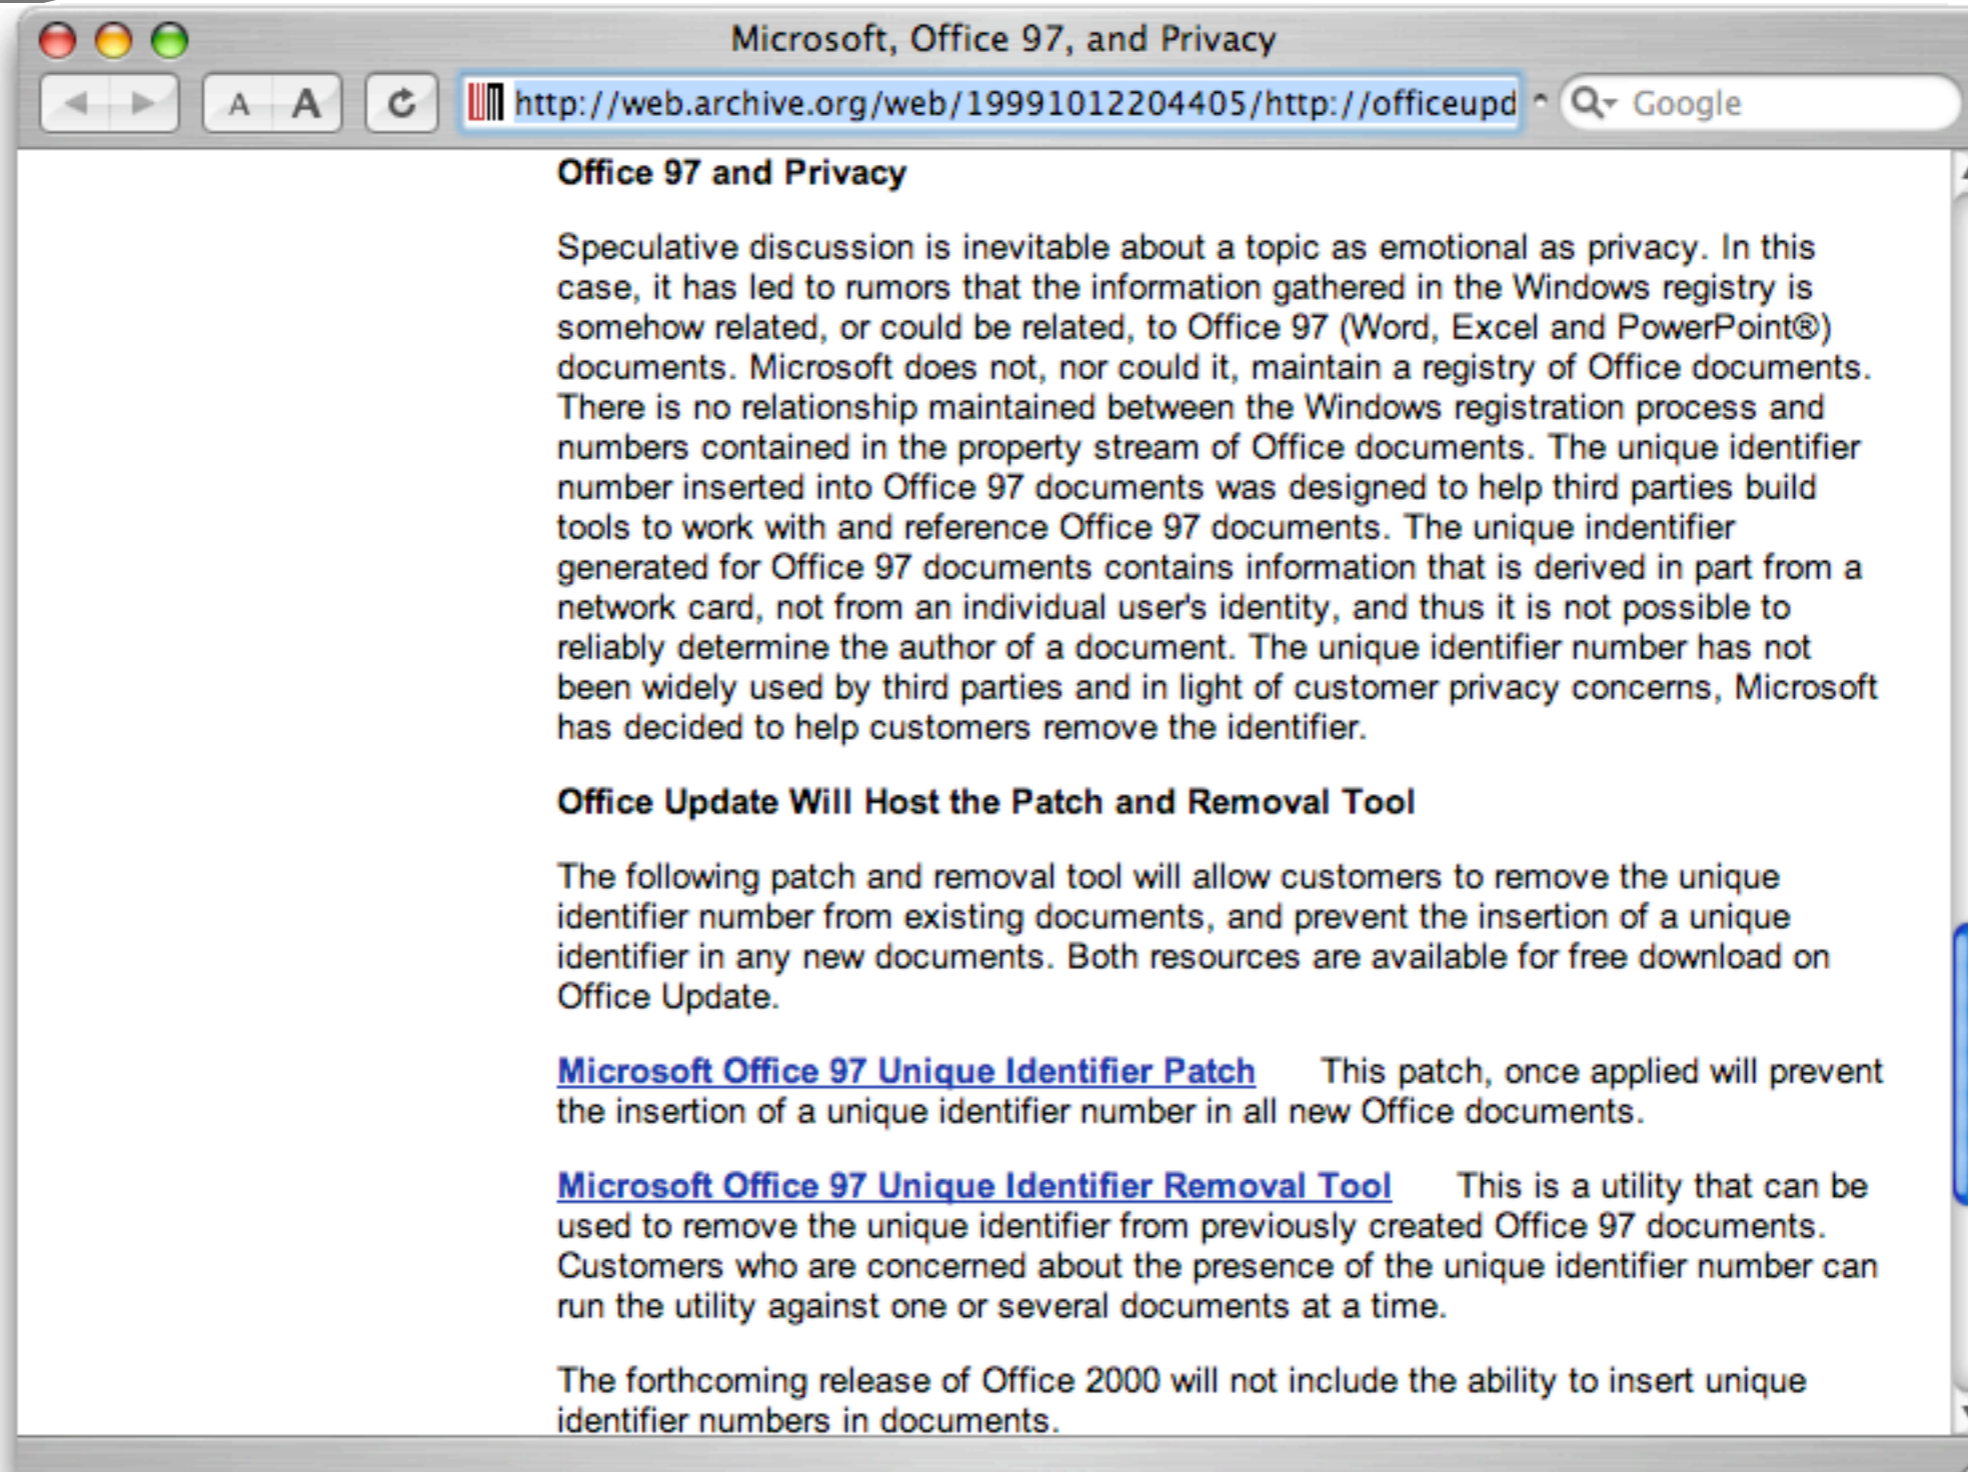 Microsoft, Office 97, and Privacy
A A http://web.archive.org/web/19991012204405/http://officeupd Google
Office 97 and Privacy
Speculative discussion is inevitable about a topic as emotional as privacy. In this
case, it has led to rumors that the information gathered in the Windows registry is
somehow related, or could be related, to Office 97 (Word, Excel and PowerPoint®)
documents. Microsoft does not, nor could it, maintain a registry of Office documents.
There is no relationship maintained between the Windows registration process and
numbers contained in the property stream of Office documents. The unique identifier
number inserted into Office 97 documents was designed to help third parties build
tools to work with and reference Office 97 documents. The unique indentifier
generated for Office 97 documents contains information that is derived in part from a
network card, not from an individual user's identity, and thus it is not possible to
reliably determine the author of a document. The unique identifier number has not
been widely used by third parties and in light of customer privacy concerns, Microsoft
has decided to help customers remove the identifier.
Office Update Will Host the Patch and Removal Tool
The following patch and removal tool will allow customers to remove the unique
identifier number from existing documents, and prevent the insertion of a unique
identifier in any new documents. Both resources are available for free download on
Office Update.
Microsoft Office 97 Unique Identifier Patch This patch, once applied will prevent
the insertion of a unique identifier number in all new Office documents.
Microsoft Office 97 Unique Identifier Removal Tool This is a utility that can be
used to remove the unique identifier from previously created Office 97 documents.
Customers who are concerned about the presence of the unique identifier number can
run the utility against one or several documents at a time.
The forthcoming release of Office 2000 will not include the ability to insert unique
identifier numbers in documents.